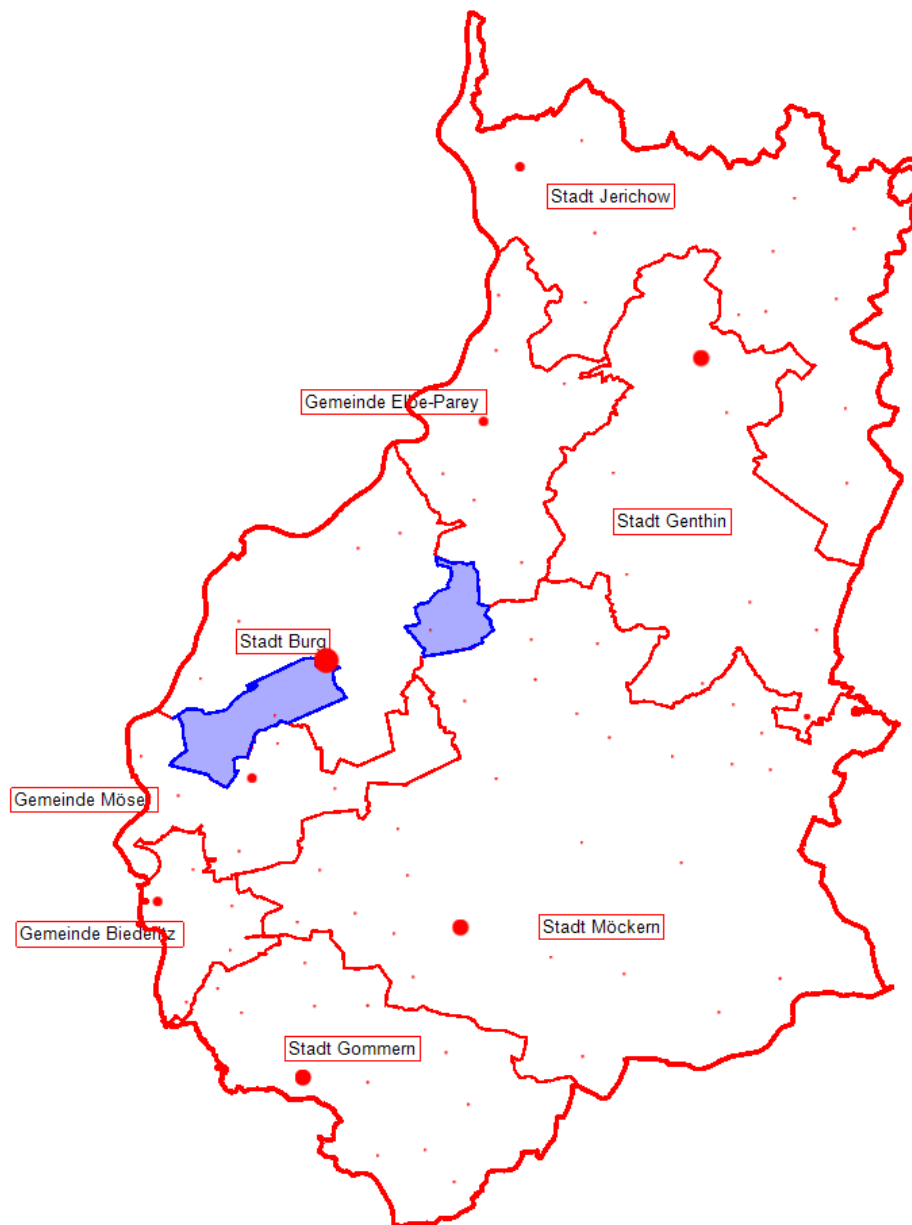 Stadt Jerichow
Gemeinde Elbe-Parey
Stadt Genthin
Stadt Burg
Gemeinde Möser
Gemeinde Biederitz
Stadt Möckern
Stadt Gommern